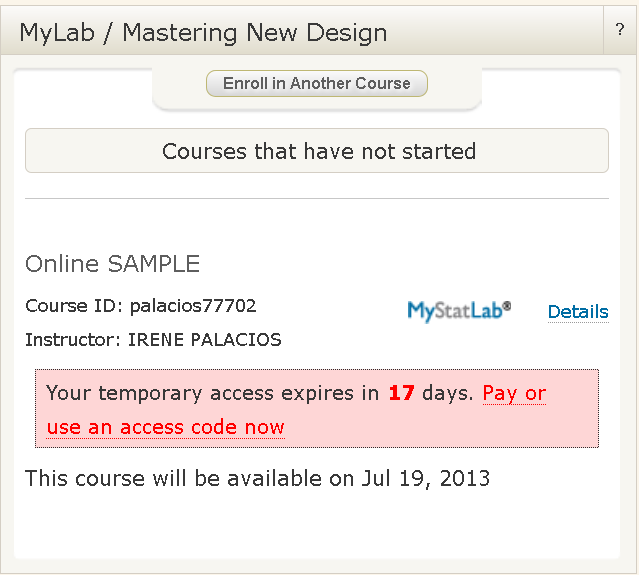 MyLab / Mastering New Design
?
Enroll in Another Course
Courses that have not started
Online SAMPLE
Course ID: palacios77702
MyStatLab® Details
Instructor: IRENE PALACIOS
Your temporary access expires in 17 days. Pay or
use an access code now
This course will be available on Jul 19, 2013